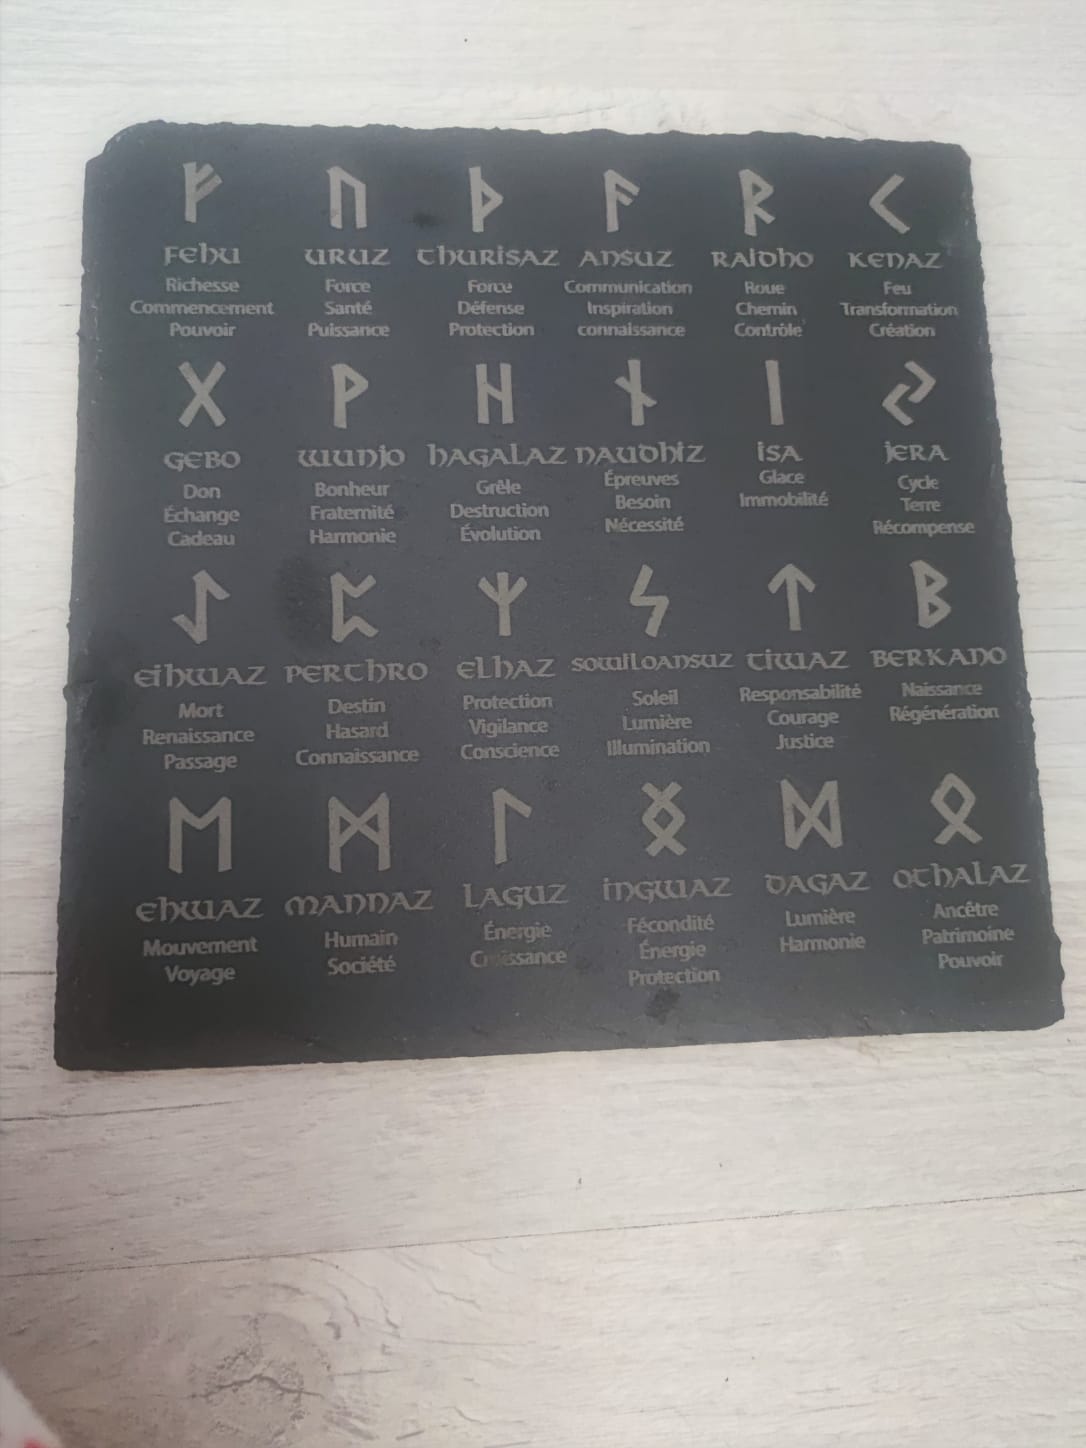 ᚠ ᚢ ᚦ ᚨ ᚱ ᚲ
FEHU URUZ THURISAZ ANSUZ RAIDHO KENAZ
Richesse Force Force Communication Roue Feu
Commencement Santé Défense Inspiration Chemin Transformation
Pouvoir Puissance Protection connaissance Contrôle Création
ᚷ ᚹ ᚺ ᚾ ᛁ ᛃ
GEBO WUNJO HAGALAZ NAUDHIZ ISA JERA
Don Bonheur Grêle Épreuves Glace Cycle
Échange Fraternité Destruction Besoin Immobilité Terre
Cadeau Harmonie Évolution Nécessité Récompense
ᛇ ᛈ ᛉ ᛋ ᛏ ᛒ
EIHWAZ PERTHRO ELHAZ SOWILOANSUZ TIWAZ BERKANO
Mort Destin Protection Soleil Responsabilité Naissance
Renaissance Hasard Vigilance Lumière Courage Régénération
Passage Connaissance Conscience Illumination Justice
ᛖ ᛗ ᛚ ᛝ ᛞ ᛟ
EHWAZ MANNAZ LAGUZ INGWAZ DAGAZ OTHALAZ
Mouvement Humain Énergie Fécondité Lumière Ancêtre
Voyage Société Croissance Énergie Harmonie Patrimoine
Protection Pouvoir